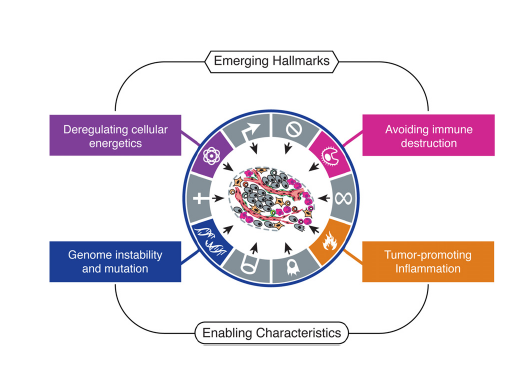 Emerging Hallmarks
Deregulating cellular
energetics
Avoiding immune
destruction
Genome instability
and mutation
Tumor-promoting
Inflammation
Enabling Characteristics